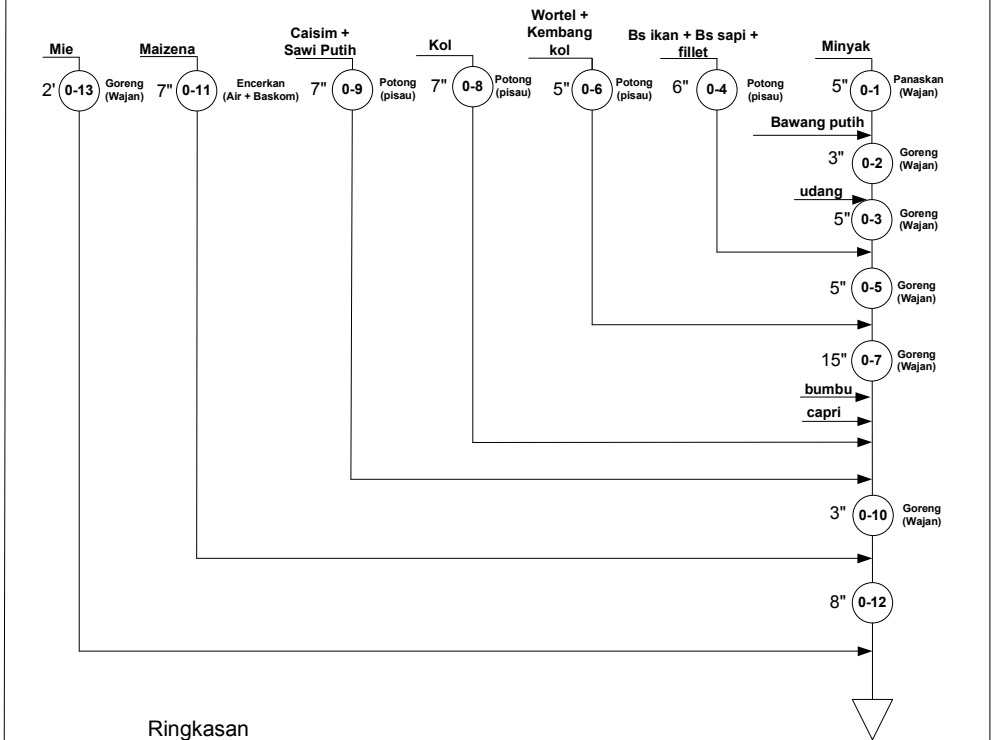 Mie
2'
0-13
Goreng
(Wajan)
Maizena
7"
0-11
Encerkan
(Air + Baskom)
Caisim +
Sawi Putih
7"
0-9
Potong
(pisau)
Kol
7"
0-8
Potong
(pisau)
Wortel +
Kembang
kol
5"
0-6
Potong
(pisau)
Bs ikan + Bs sapi +
fillet
6"
0-4
Potong
(pisau)
Minyak
5"
0-1
Panaskan
(Wajan)
Bawang putih
3"
0-2
Goreng
(Wajan)
udang
5"
0-3
Goreng
(Wajan)
5"
0-5
Goreng
(Wajan)
15"
0-7
Goreng
(Wajan)
bumbu
capri
3"
0-10
Goreng
(Wajan)
8"
0-12
Ringkasan